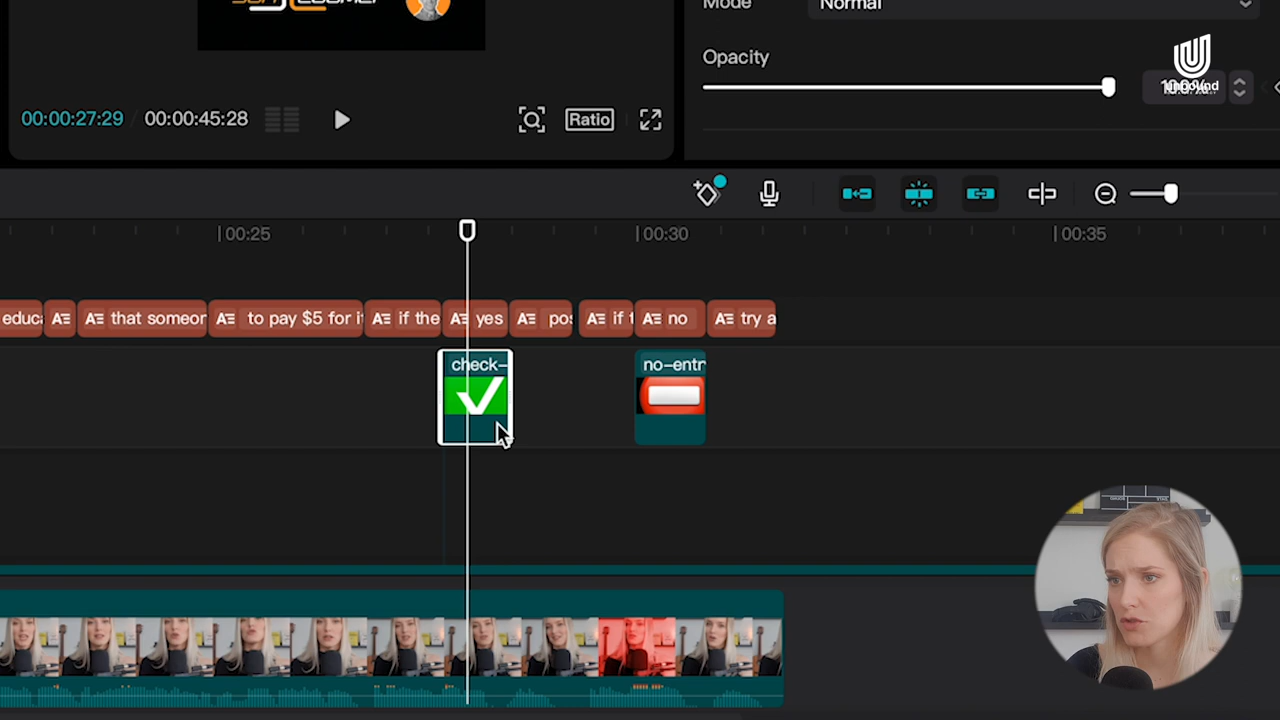 Mode
Normal
Opacity
unbound
00:00:27:29
00:00:45:28
Ratio
00:25
00:30
00:35
that someor
to pay $5 for i
if the
yes
pos
if t
no
try a
check-
no-entr